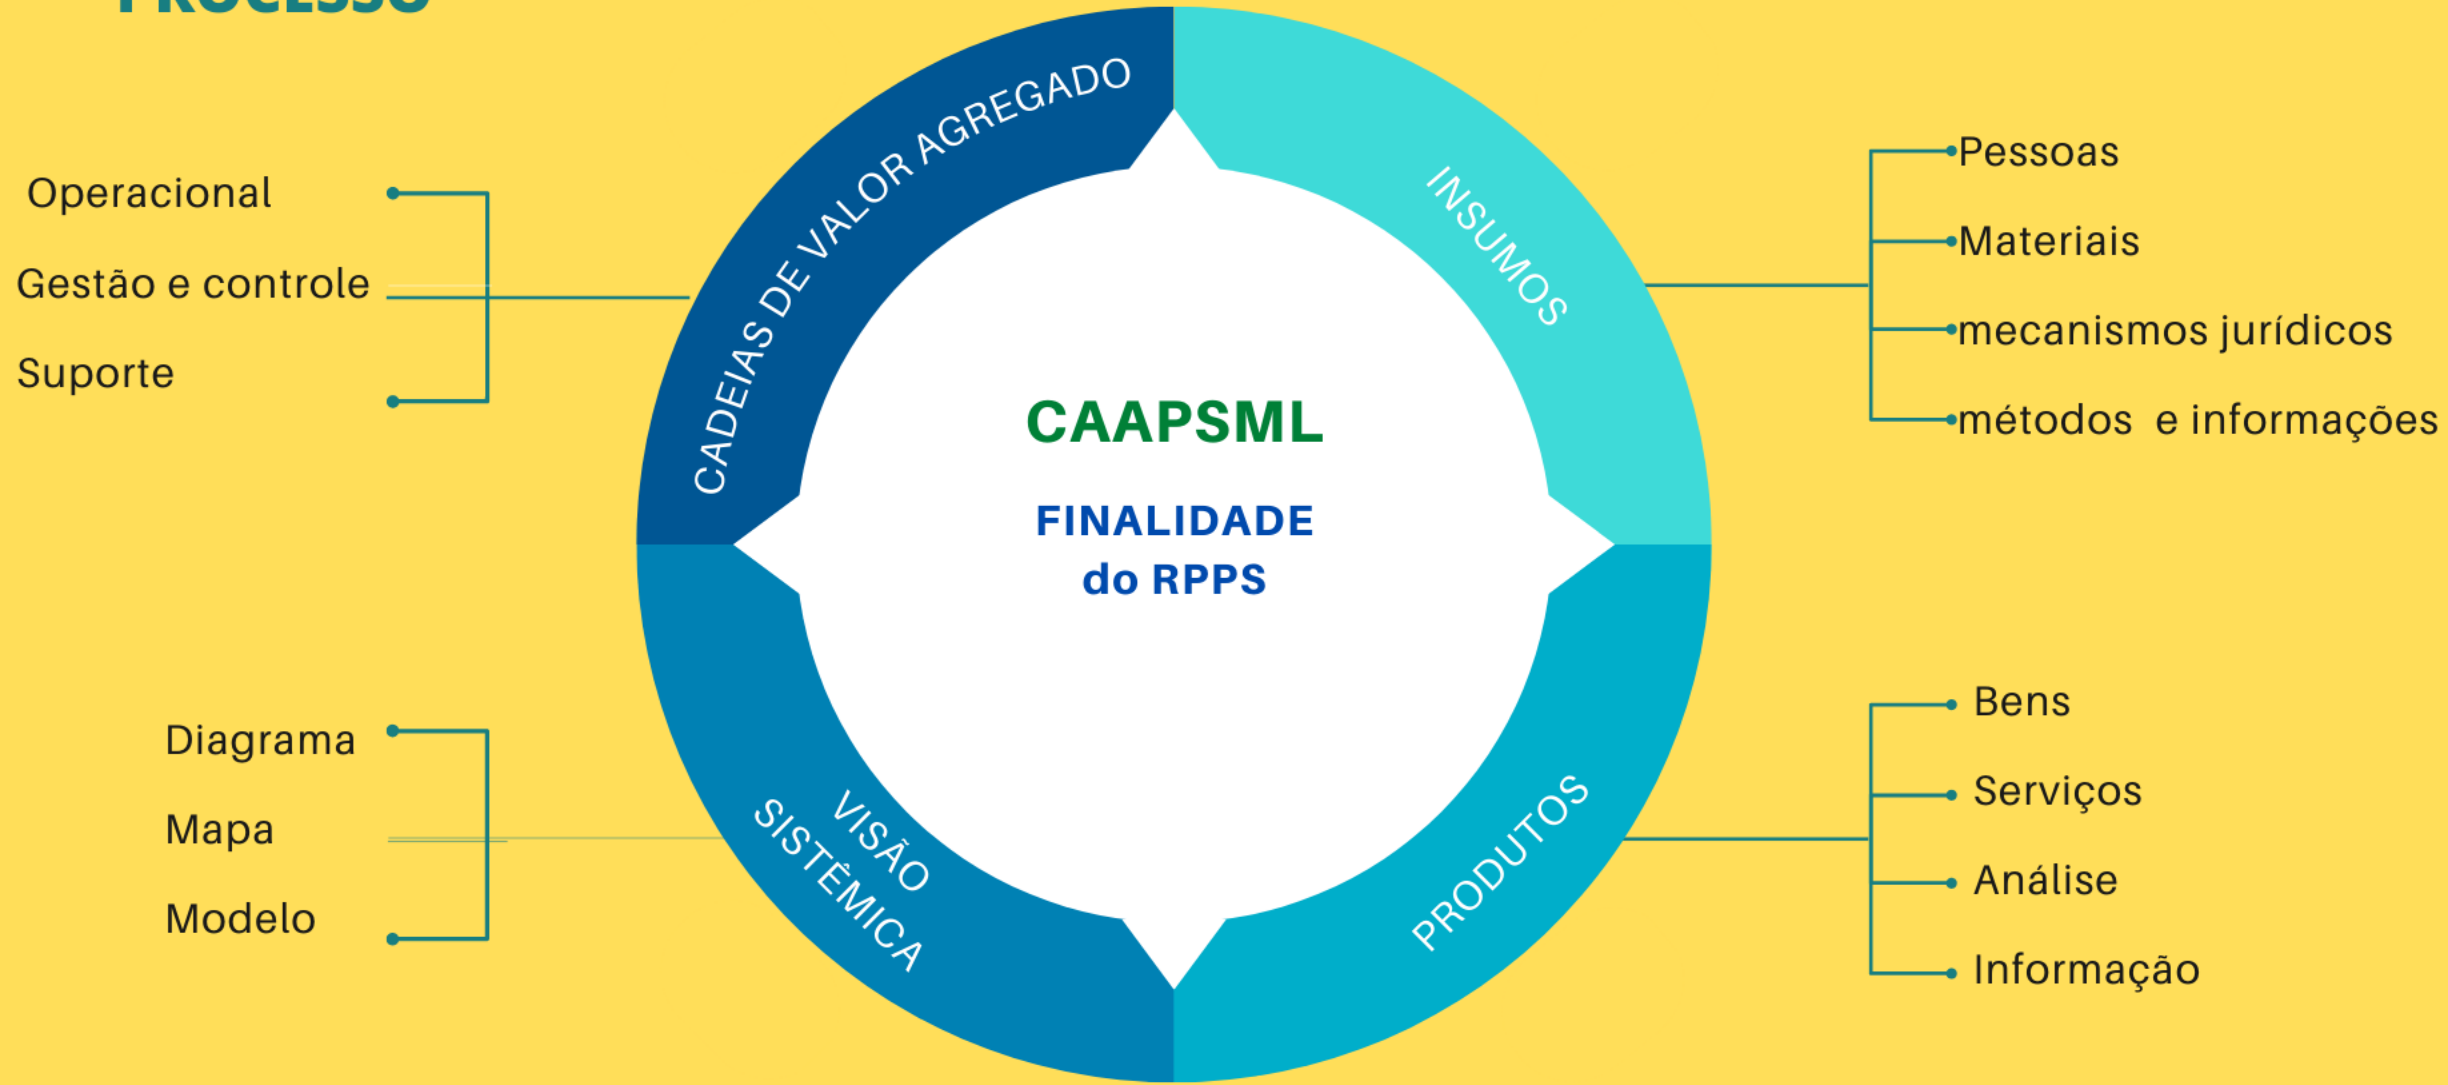 PROCESSO
CADEIAS DE VALOR AGREGADO
Operacional
Gestão e controle
Suporte
INSUMOS
Pessoas
Materiais
mecanismos jurídicos
métodos e informações
CAAPSML
FINALIDADE
do RPPS
VISÃO
SISTÊMICA
Diagrama
Mapa
Modelo
PRODUTOS
Bens
Serviços
Análise
Informação